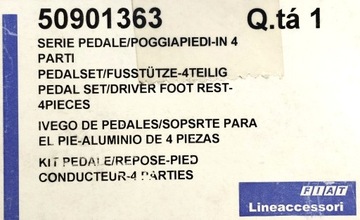 50901363 Q.tá 1
SERIE PEDALE/POGGIAPIEDI-IN 4
PARTI
PEDALSET/FUSSTÜTZE-4TEILIG
PEDAL SET/DRIVER FOOT REST-
4PIECES
IVEGO DE PEDALES/SOPSRTE PARA
EL PIE-ALUMINIO DE 4 PIEZAS
KIT PEDALE/REPOSE-PIED
CONDUCTEUR-4 PARTIES
FIAT
Lineaccessori